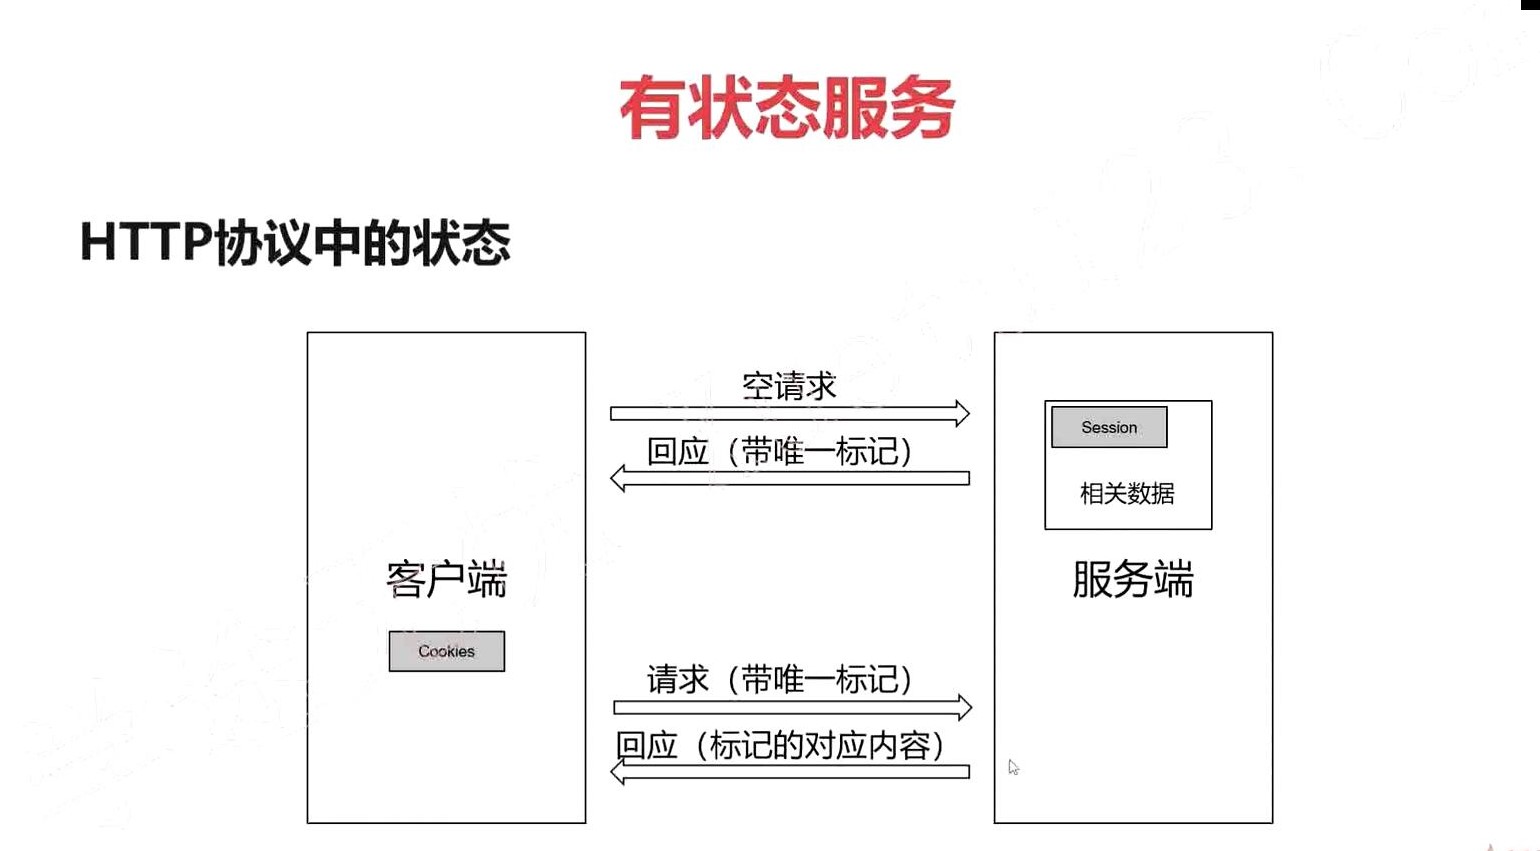 有状态服务
HTTP协议中的状态
空请求
回应（带唯一标记）
Session
相关数据
客户端
服务端
Cookies
请求（带唯一标记）
回应（标记的对应内容）